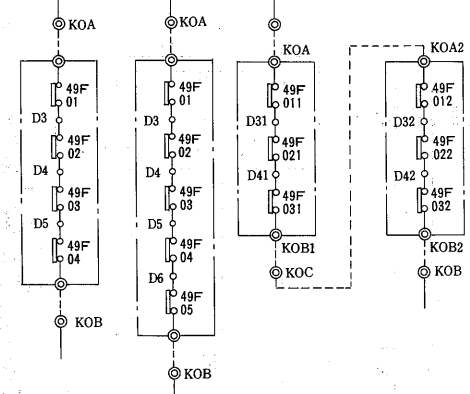 KOA
49F
01
D3
49F
02
D4
49F
03
D5
49F
04
KOB
KOA
49F
01
D3
49F
02
D4
49F
03
D5
49F
04
D6
49F
05
KOB
KOA
49F
011
D31
49F
021
D41
49F
031
KOB1
KOC
KOA2
49F
012
D32
49F
022
D42
49F
032
KOB2
KOB